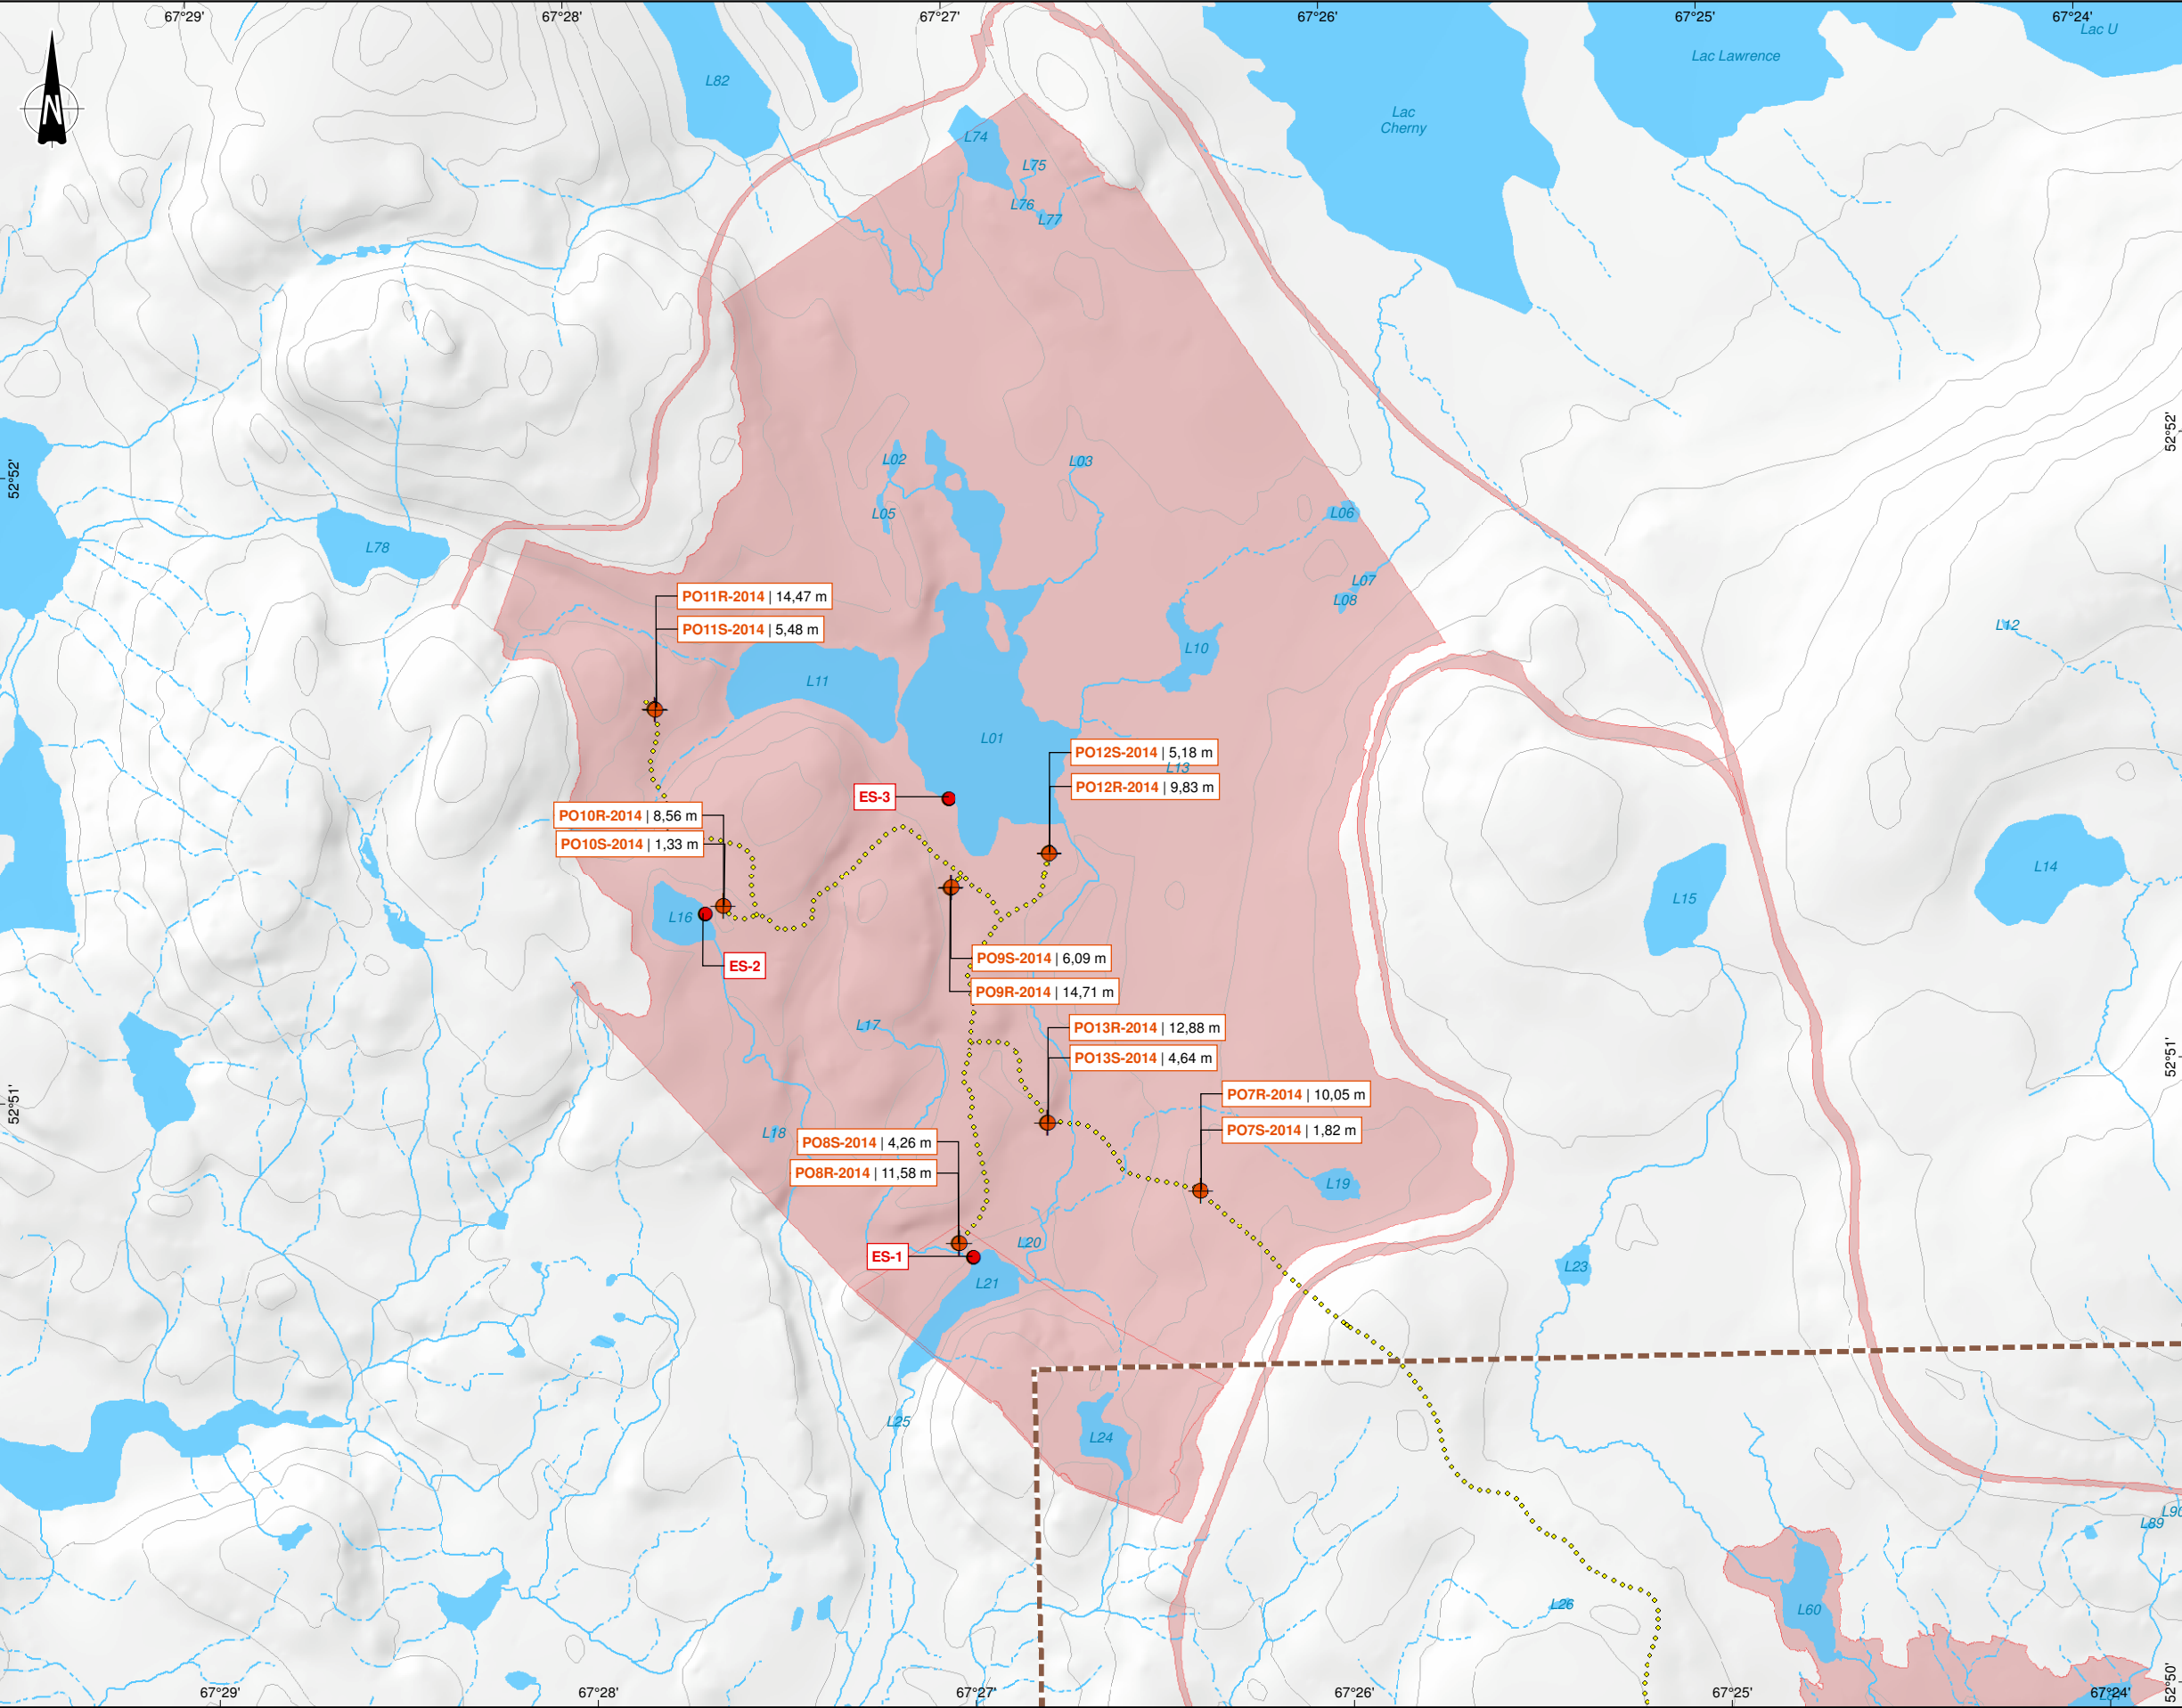 67°29'
67°28'
67°27'
67°26'
67°25'
67°24'
Lac U
Lac Lawrence
L82
N
Lac
Cherny
L74
L75
L76
L77
52°52'
52°52'
L02
L03
L05
L06
L78
L07
L08
PO11R-2014 | 14,47 m
PO11S-2014 | 5,48 m
L12
L10
L11
L01
PO12S-2014 | 5,18 m
L13
PO12R-2014 | 9,83 m
ES-3
PO10R-2014 | 8,56 m
PO10S-2014 | 1,33 m
L14
L15
L16
ES-2
PO9S-2014 | 6,09 m
PO9R-2014 | 14,71 m
L17
PO13R-2014 | 12,88 m
PO13S-2014 | 4,64 m
52°51'
52°51'
PO7R-2014 | 10,05 m
PO7S-2014 | 1,82 m
L18
PO8S-2014 | 4,26 m
PO8R-2014 | 11,58 m
L19
L20
ES-1
L21
L23
L25
L24
L90
L89
L26
L60
52°50'
67°29'
67°28'
67°27'
67°26'
67°25'
67°24'